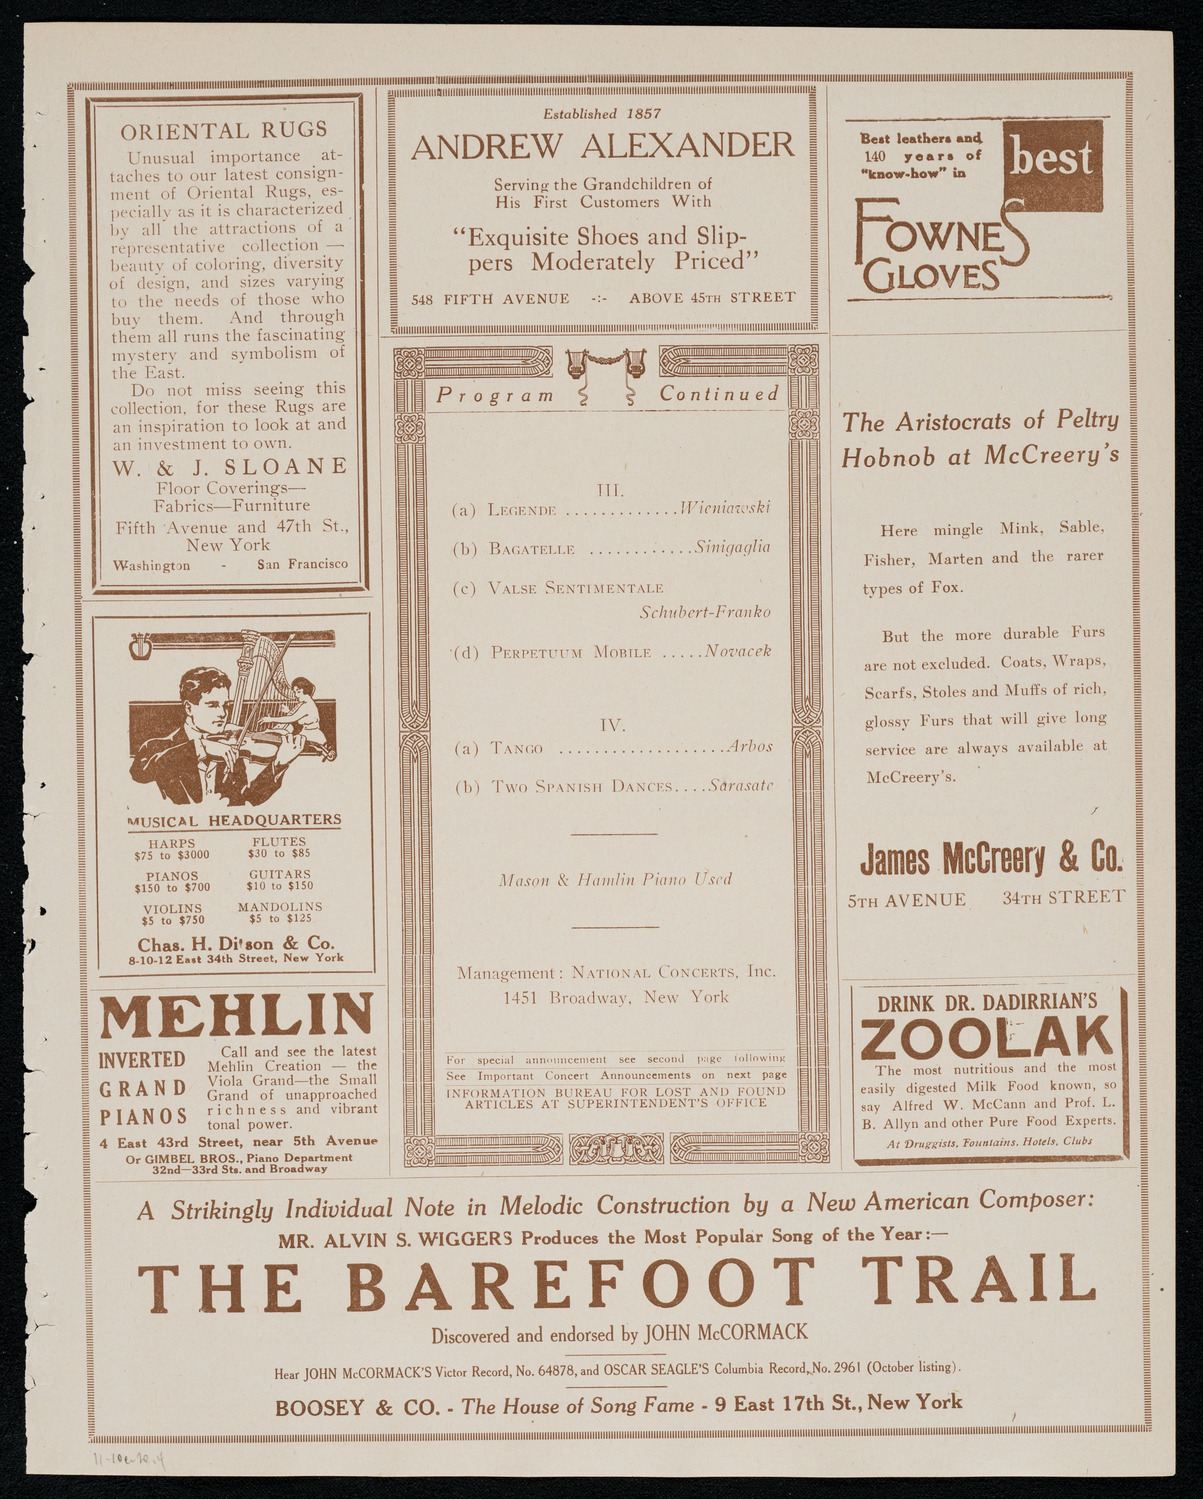 ORIENTAL RUGS
Unusual importance at-
taches to our latest consign-
ment of Oriental Rugs, es-
pecially as it is characterized
by all the attractions of a
representative collection —
beauty of coloring, diversity
of design, and sizes varying
to the needs of those who
buy them. And through
them all runs the fascinating
mystery and symbolism of
the East.
Do not miss seeing this
collection, for these Rugs are
an inspiration to look at and
an investment to own.
W. & J. SLOANE
Floor Coverings—
Fabrics—Furniture
Fifth Avenue and 47th St.,
New York
Washington - San Francisco
MUSICAL HEADQUARTERS
HARPS FLUTES
$75 to $3000 $30 to $85
PIANOS GUITARS
$150 to $700 $10 to $150
VIOLINS MANDOLINS
$5 to $750 $5 to $125
Chas. H. Ditson & Co.
8-10-12 East 34th Street, New York
MEHLIN
INVERTED
GRAND
PIANOS
Call and see the latest
Mehlin Creation — the
Viola Grand—the Small
Grand of unapproached
richness and vibrant
tonal power.
4 East 43rd Street, near 5th Avenue
Or GIMBEL BROS., Piano Department
32nd—33rd Sts. and Broadway
Established 1857
ANDREW ALEXANDER
Serving the Grandchildren of
His First Customers With
“Exquisite Shoes and Slip-
pers Moderately Priced”
548 FIFTH AVENUE -:- ABOVE 45TH STREET
Program Continued
III.
(a) LEGENDE .............Wieniawski
(b) BAGATELLE ............Sinigaglia
(c) VALSE SENTIMENTALE
Schubert-Franko
(d) PERPETUUM MOBILE .....Novacek
IV.
(a) TANGO ...................Arbos
(b) TWO SPANISH DANCES....Sarasate
Mason & Hamlin Piano Used
Management: NATIONAL CONCERTS, Inc.
1451 Broadway, New York
For special announcement see second page following
See Important Concert Announcements on next page
INFORMATION BUREAU FOR LOST AND FOUND
ARTICLES AT SUPERINTENDENT'S OFFICE
Best leathers and
140 years of
“know-how” in
best
FOWNES
GLOVES
The Aristocrats of Peltry
Hobnob at McCreery's
Here mingle Mink, Sable,
Fisher, Marten and the rarer
types of Fox.
But the more durable Furs
are not excluded. Coats, Wraps,
Scarfs, Stoles and Muffs of rich,
glossy Furs that will give long
service are always available at
McCreery's.
James McCreery & Co.
5TH AVENUE 34TH STREET
DRINK DR. DADIRRIAN'S
ZOOLAK
The most nutritious and the most
easily digested Milk Food known, so
say Alfred W. McCann and Prof. L.
B. Allyn and other Pure Food Experts.
At Druggists, Fountains, Hotels, Clubs
A Strikingly Individual Note in Melodic Construction by a New American Composer:
MR. ALVIN S. WIGGERS Produces the Most Popular Song of the Year:—
THE BAREFOOT TRAIL
Discovered and endorsed by JOHN McCORMACK
Hear JOHN McCORMACK'S Victor Record, No. 64878, and OSCAR SEAGLE'S Columbia Record, No. 2961 (October listing).
BOOSEY & CO. - The House of Song Fame - 9 East 17th St., New York